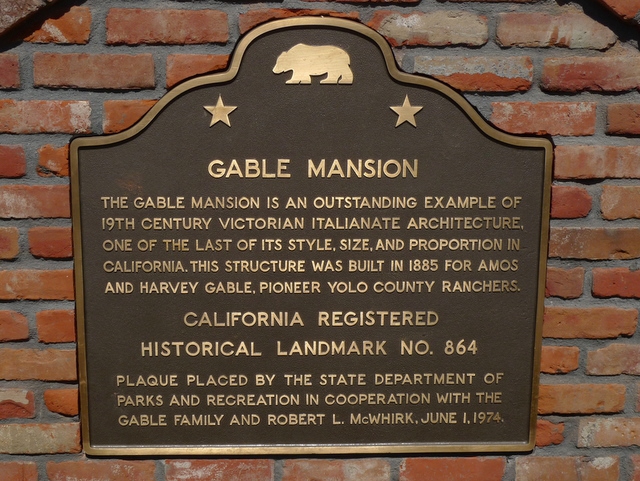 GABLE MANSION
THE GABLE MANSION IS AN OUTSTANDING EXAMPLE OF
19TH CENTURY VICTORIAN ITALIANATE ARCHITECTURE,
ONE OF THE LAST OF ITS STYLE, SIZE, AND PROPORTION IN
CALIFORNIA. THIS STRUCTURE WAS BUILT IN 1885 FOR AMOS
AND HARVEY GABLE, PIONEER YOLO COUNTY RANCHERS.
CALIFORNIA REGISTERED
HISTORICAL LANDMARK NO. 864
PLAQUE PLACED BY THE STATE DEPARTMENT OF
PARKS AND RECREATION IN COOPERATION WITH THE
GABLE FAMILY AND ROBERT L. McWHIRK, JUNE 1, 1974.